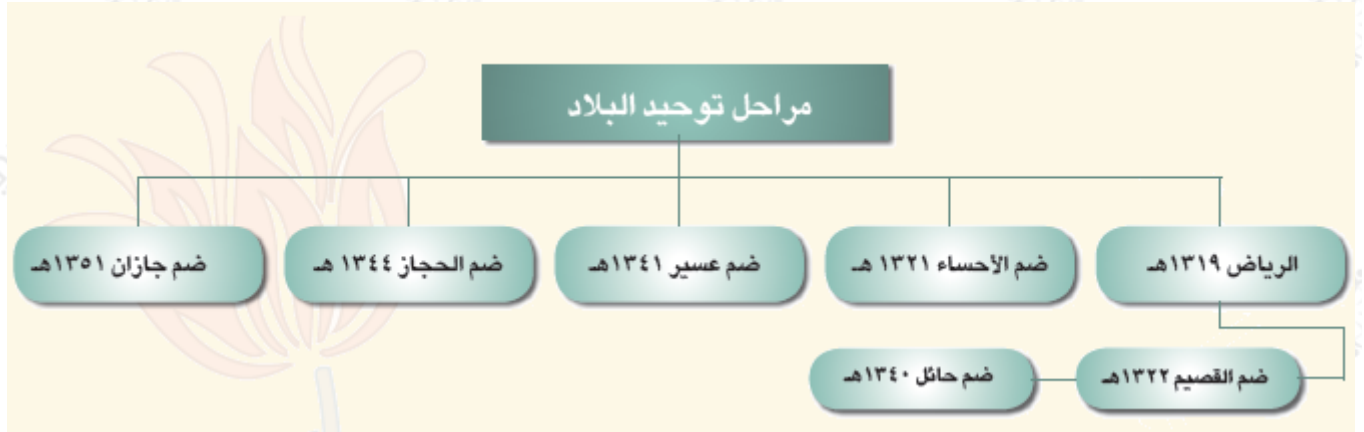 مراحل توحيد البلاد
الرياض ١٣١٩هـ
ضم الأحساء ١٣٢١ هـ
ضم عسير ١٣٤١هـ
ضم الحجاز ١٣٤٤ هـ
ضم جازان ١٣٥١هـ
ضم القصيم ١٣٢٢هـ
ضم حائل ١٣٤٠هـ